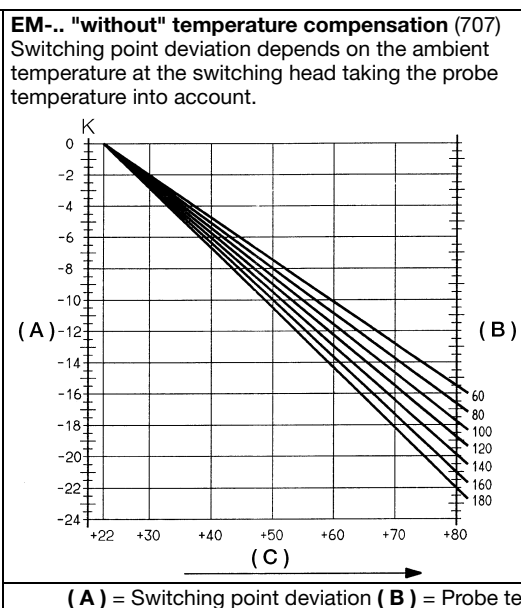 EM-.. "without" temperature compensation (707)
Switching point deviation depends on the ambient
temperature at the switching head taking the probe
temperature into account.
K
0
-2
-4
-6
-8
-10
(A) -12 (B)
-14
-16
-18
-20
-22
-24
60
80
100
120
140
160
180
+22 +30 +40 +50 +60 +70 +80
(C)
(A) = Switching point deviation (B) = Probe te